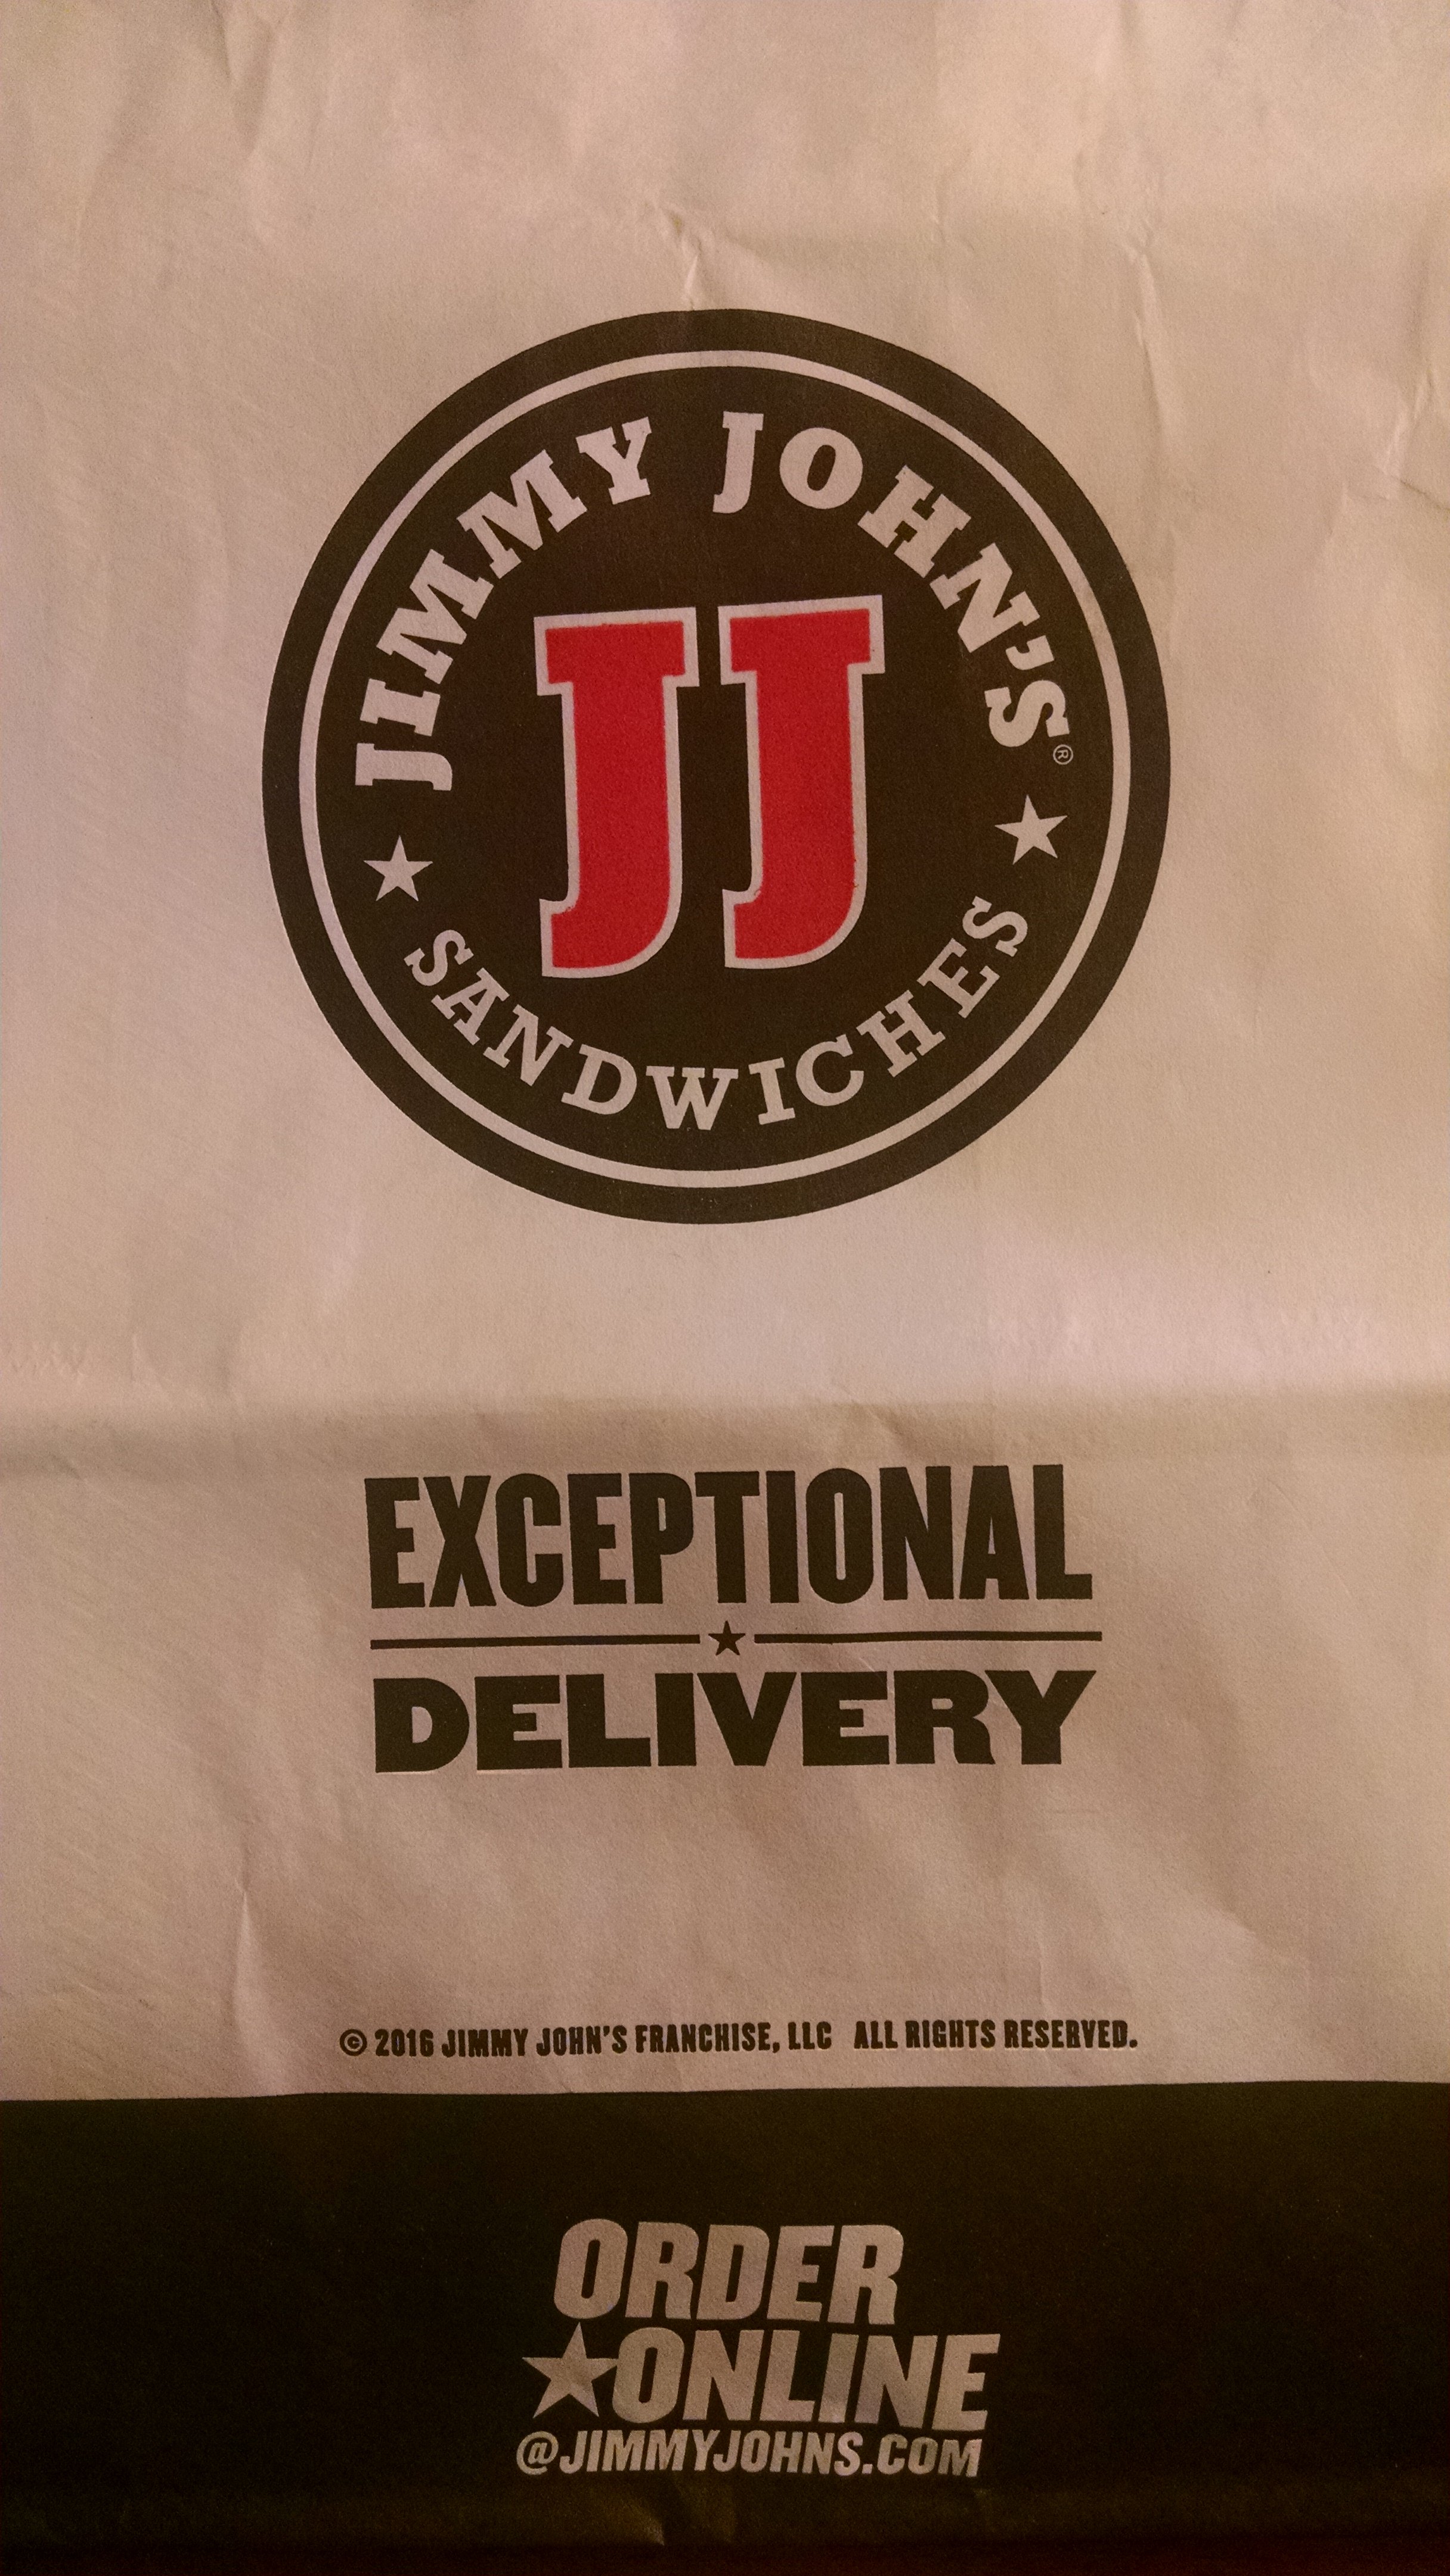 JIMMY JOHN'S®
JJ
★ SANDWICHES ★
EXCEPTIONAL
★
DELIVERY
© 2016 JIMMY JOHN'S FRANCHISE, LLC ALL RIGHTS RESERVED.
ORDER
★ONLINE
@JIMMYJOHNS.COM